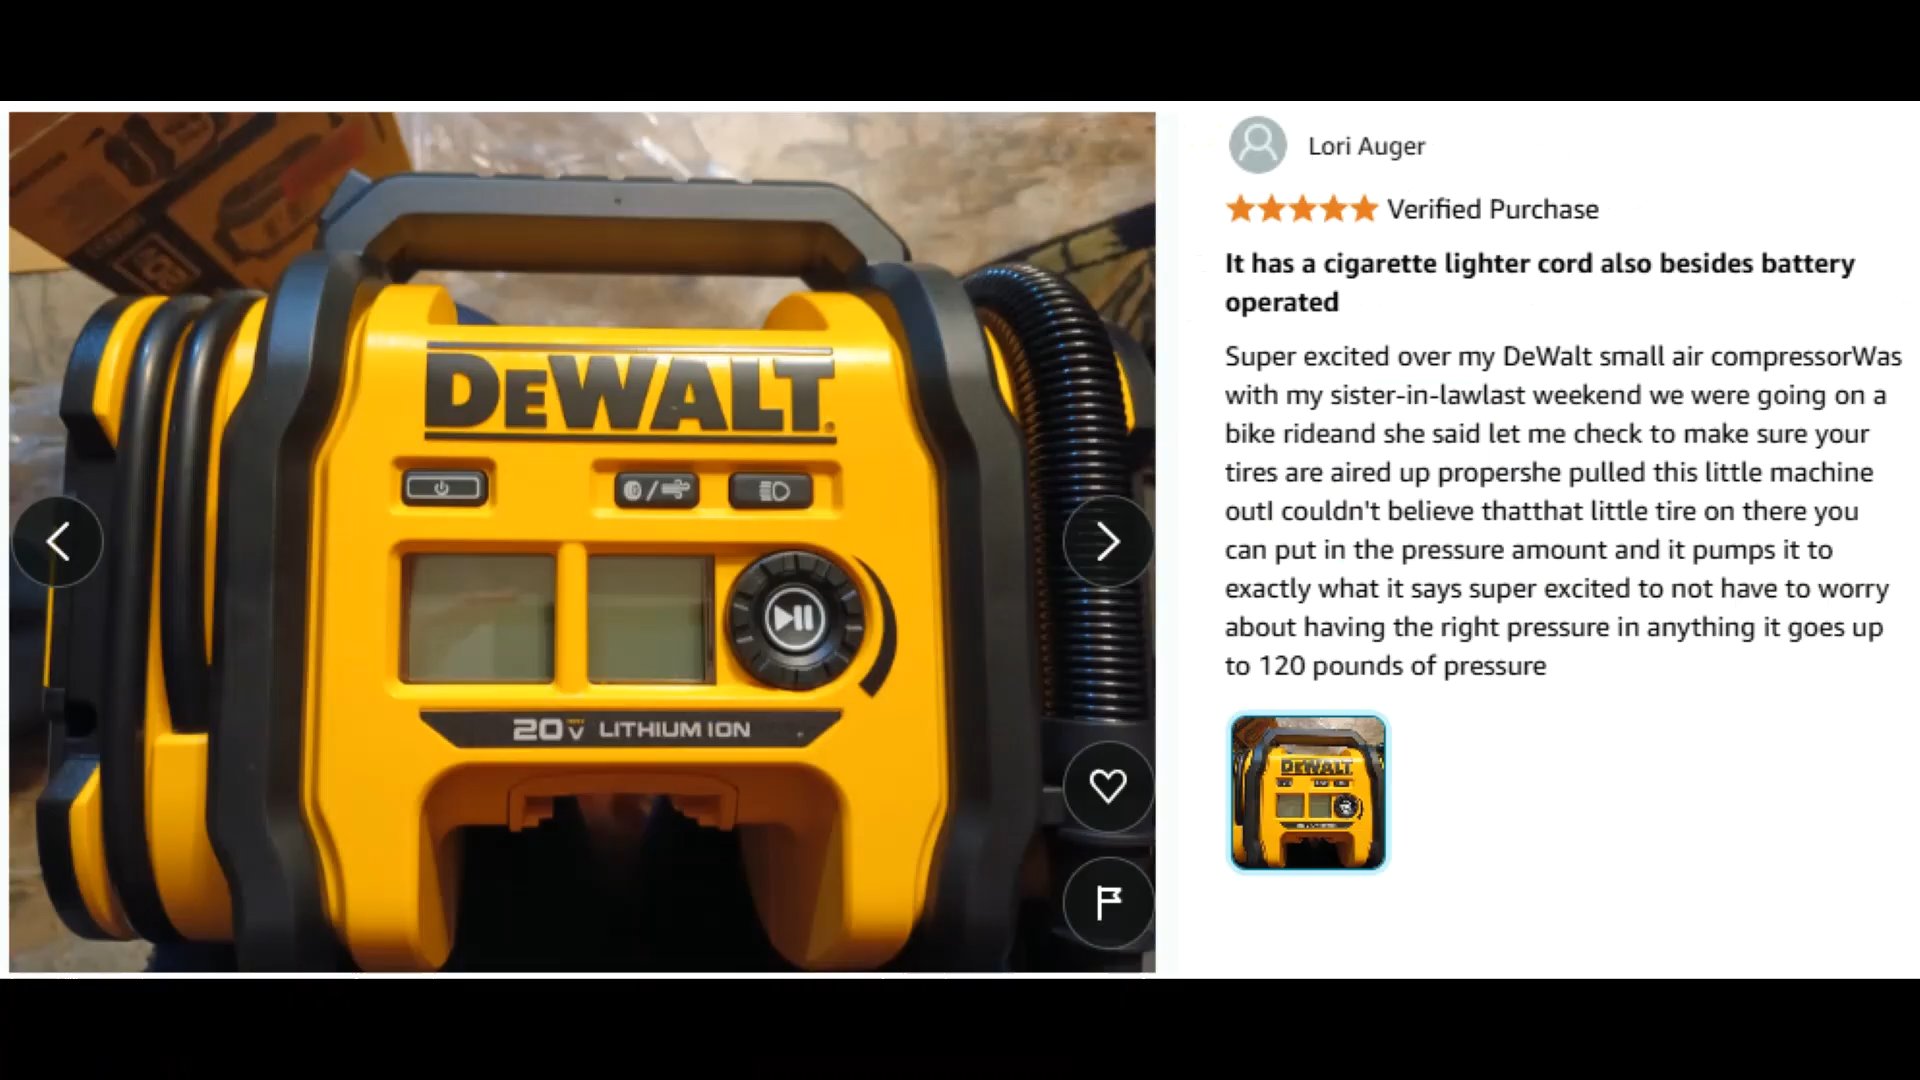 DEWALT
20V MAX LITHIUM ION
Lori Auger
Verified Purchase
It has a cigarette lighter cord also besides battery
operated
Super excited over my DeWalt small air compressorWas
with my sister-in-lawlast weekend we were going on a
bike rideand she said let me check to make sure your
tires are aired up propershe pulled this little machine
outI couldn't believe thatthat little tire on there you
can put in the pressure amount and it pumps it to
exactly what it says super excited to not have to worry
about having the right pressure in anything it goes up
to 120 pounds of pressure
DEWALT